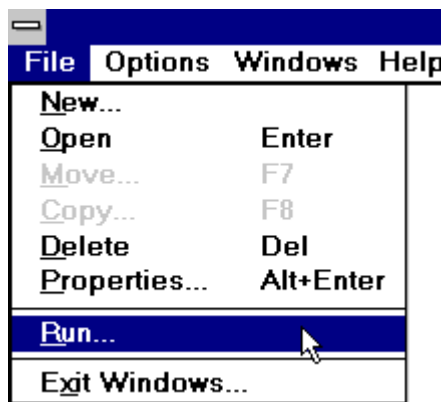 File Options Windows Help
New...
Open Enter
Move... F7
Copy... F8
Delete Del
Properties... Alt+Enter
Run...
Exit Windows...